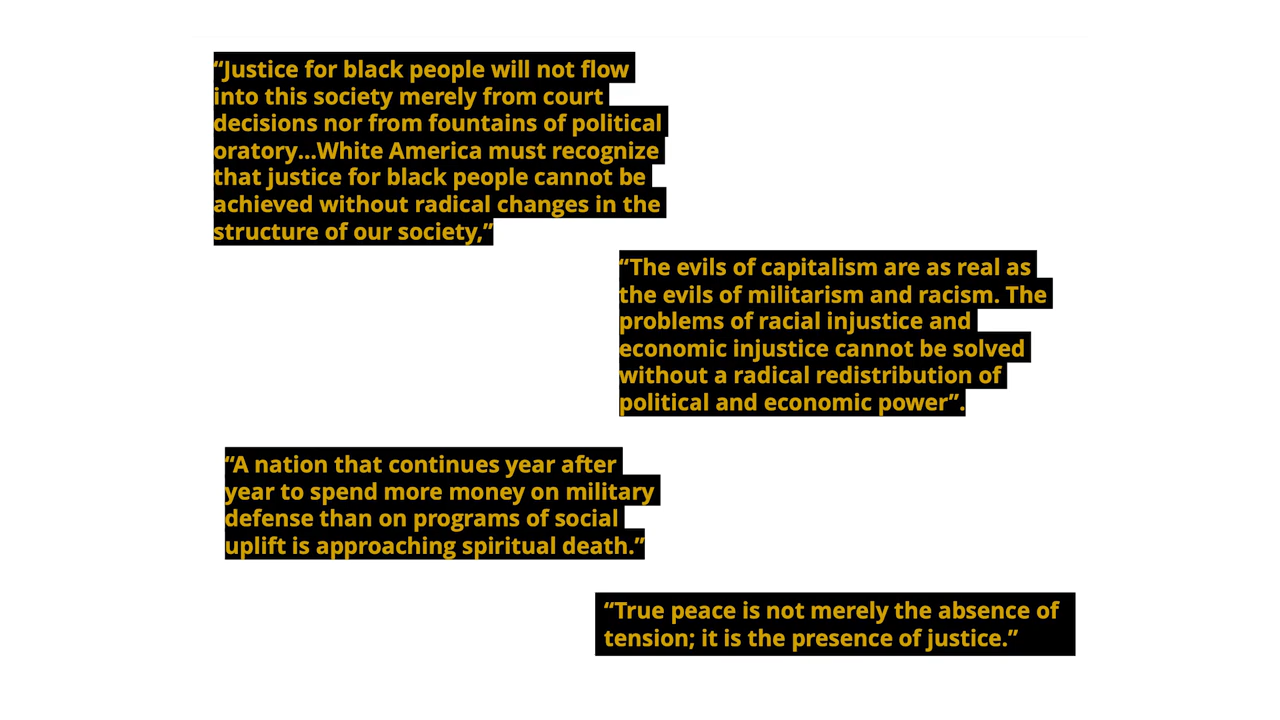 “Justice for black people will not flow
into this society merely from court
decisions nor from fountains of political
oratory...White America must recognize
that justice for black people cannot be
achieved without radical changes in the
structure of our society,”
“The evils of capitalism are as real as
the evils of militarism and racism. The
problems of racial injustice and
economic injustice cannot be solved
without a radical redistribution of
political and economic power”.
“A nation that continues year after
year to spend more money on military
defense than on programs of social
uplift is approaching spiritual death.”
“True peace is not merely the absence of
tension; it is the presence of justice.”